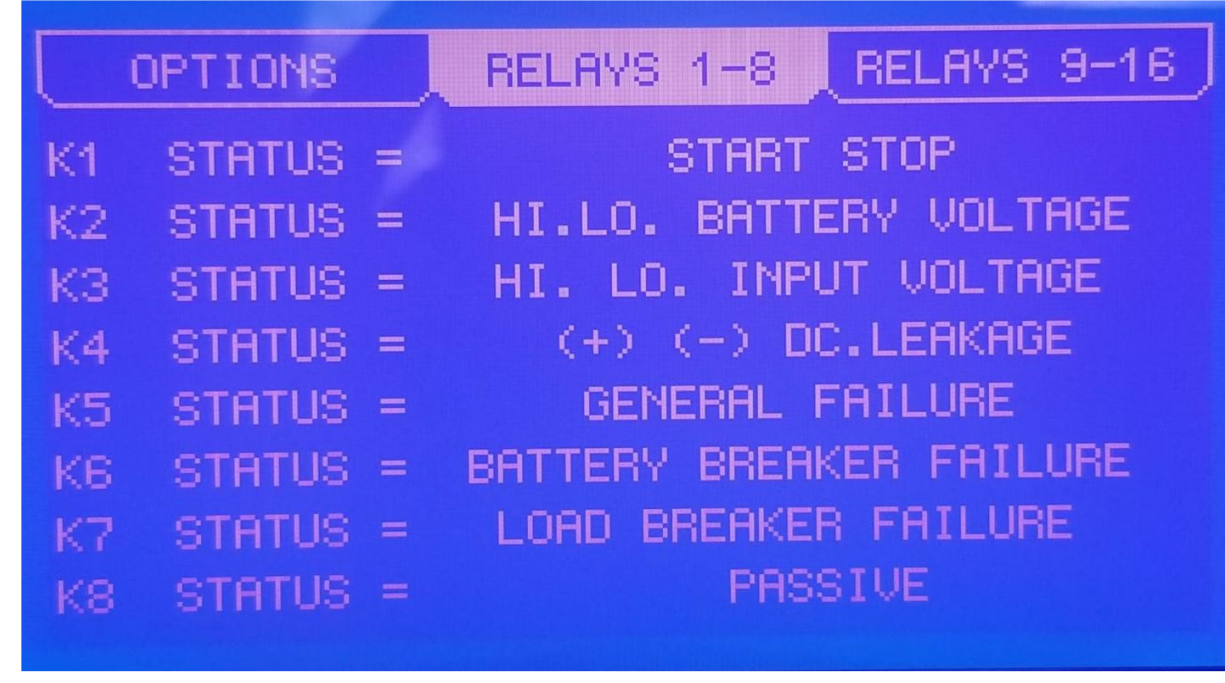 OPTIONS RELAYS 1-8 RELAYS 9-16
K1 STATUS = START STOP
K2 STATUS = HI.LO. BATTERY VOLTAGE
K3 STATUS = HI. LO. INPUT VOLTAGE
K4 STATUS = (+) (-) DC.LEAKAGE
K5 STATUS = GENERAL FAILURE
K6 STATUS = BATTERY BREAKER FAILURE
K7 STATUS = LOAD BREAKER FAILURE
K8 STATUS = PASSIVE